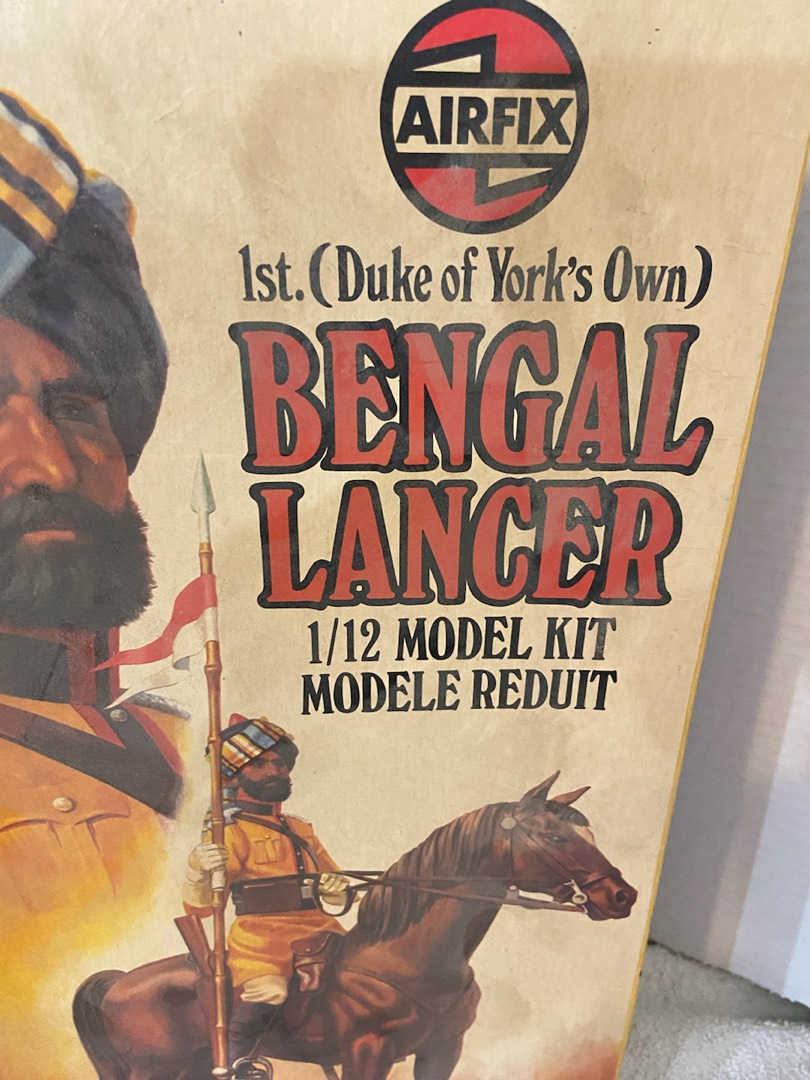 AIRFIX
1st. (Duke of York's Own)
BENGAL
LANCER
1/12 MODEL KIT
MODELE REDUIT